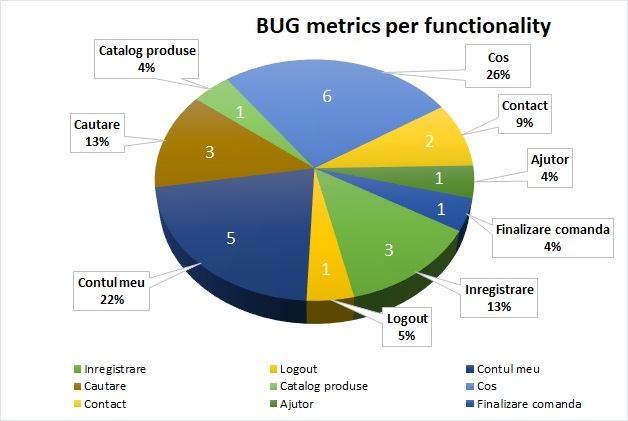 BUG metrics per functionality
Catalog produse
4%
Cos
26%
Contact
9%
Cautare
13%
Ajutor
4%
Finalizare comanda
4%
Contul meu
22%
Inregistrare
13%
Logout
5%
6
1
2
3
1
1
5
3
1
Inregistrare
Logout
Contul meu
Cautare
Catalog produse
Cos
Contact
Ajutor
Finalizare comanda